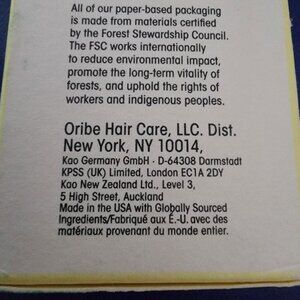 All of our paper-based packaging
is made from materials certified
by the Forest Stewardship Council.
The FSC works internationally
to reduce environmental impact,
promote the long-term vitality of
forests, and uphold the rights of
workers and indigenous peoples.
Oribe Hair Care, LLC. Dist.
New York, NY 10014,
Kao Germany GmbH · D-64308 Darmstadt
KPSS (UK) Limited, London EC1A 2DY
Kao New Zealand Ltd., Level 3,
5 High Street, Auckland
Made in the USA with Globally Sourced
Ingredients/Fabriqué aux É.-U. avec des
matériaux provenant du monde entier.